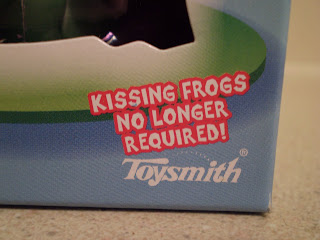 KISSING FROGS
NO LONGER
REQUIRED!
Toysmith®